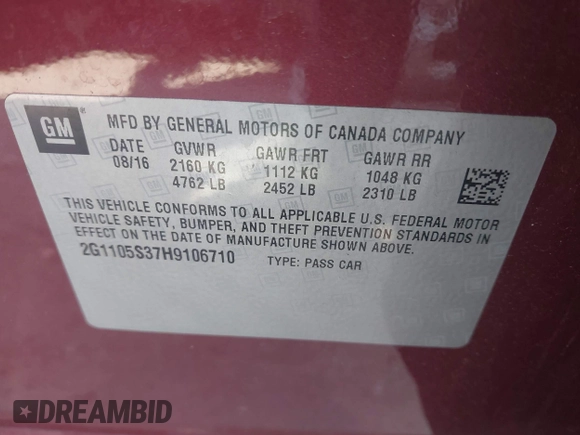 GM
MFD BY GENERAL MOTORS OF CANADA COMPANY
DATE GVWR GAWR FRT GAWR RR
08/16 2160 KG 1112 KG 1048 KG
4762 LB 2452 LB 2310 LB
THIS VEHICLE CONFORMS TO ALL APPLICABLE U.S. FEDERAL MOTOR
VEHICLE SAFETY, BUMPER, AND THEFT PREVENTION STANDARDS IN
EFFECT ON THE DATE OF MANUFACTURE SHOWN ABOVE.
2G1105S37H9106710 TYPE: PASS CAR
DREAMBID